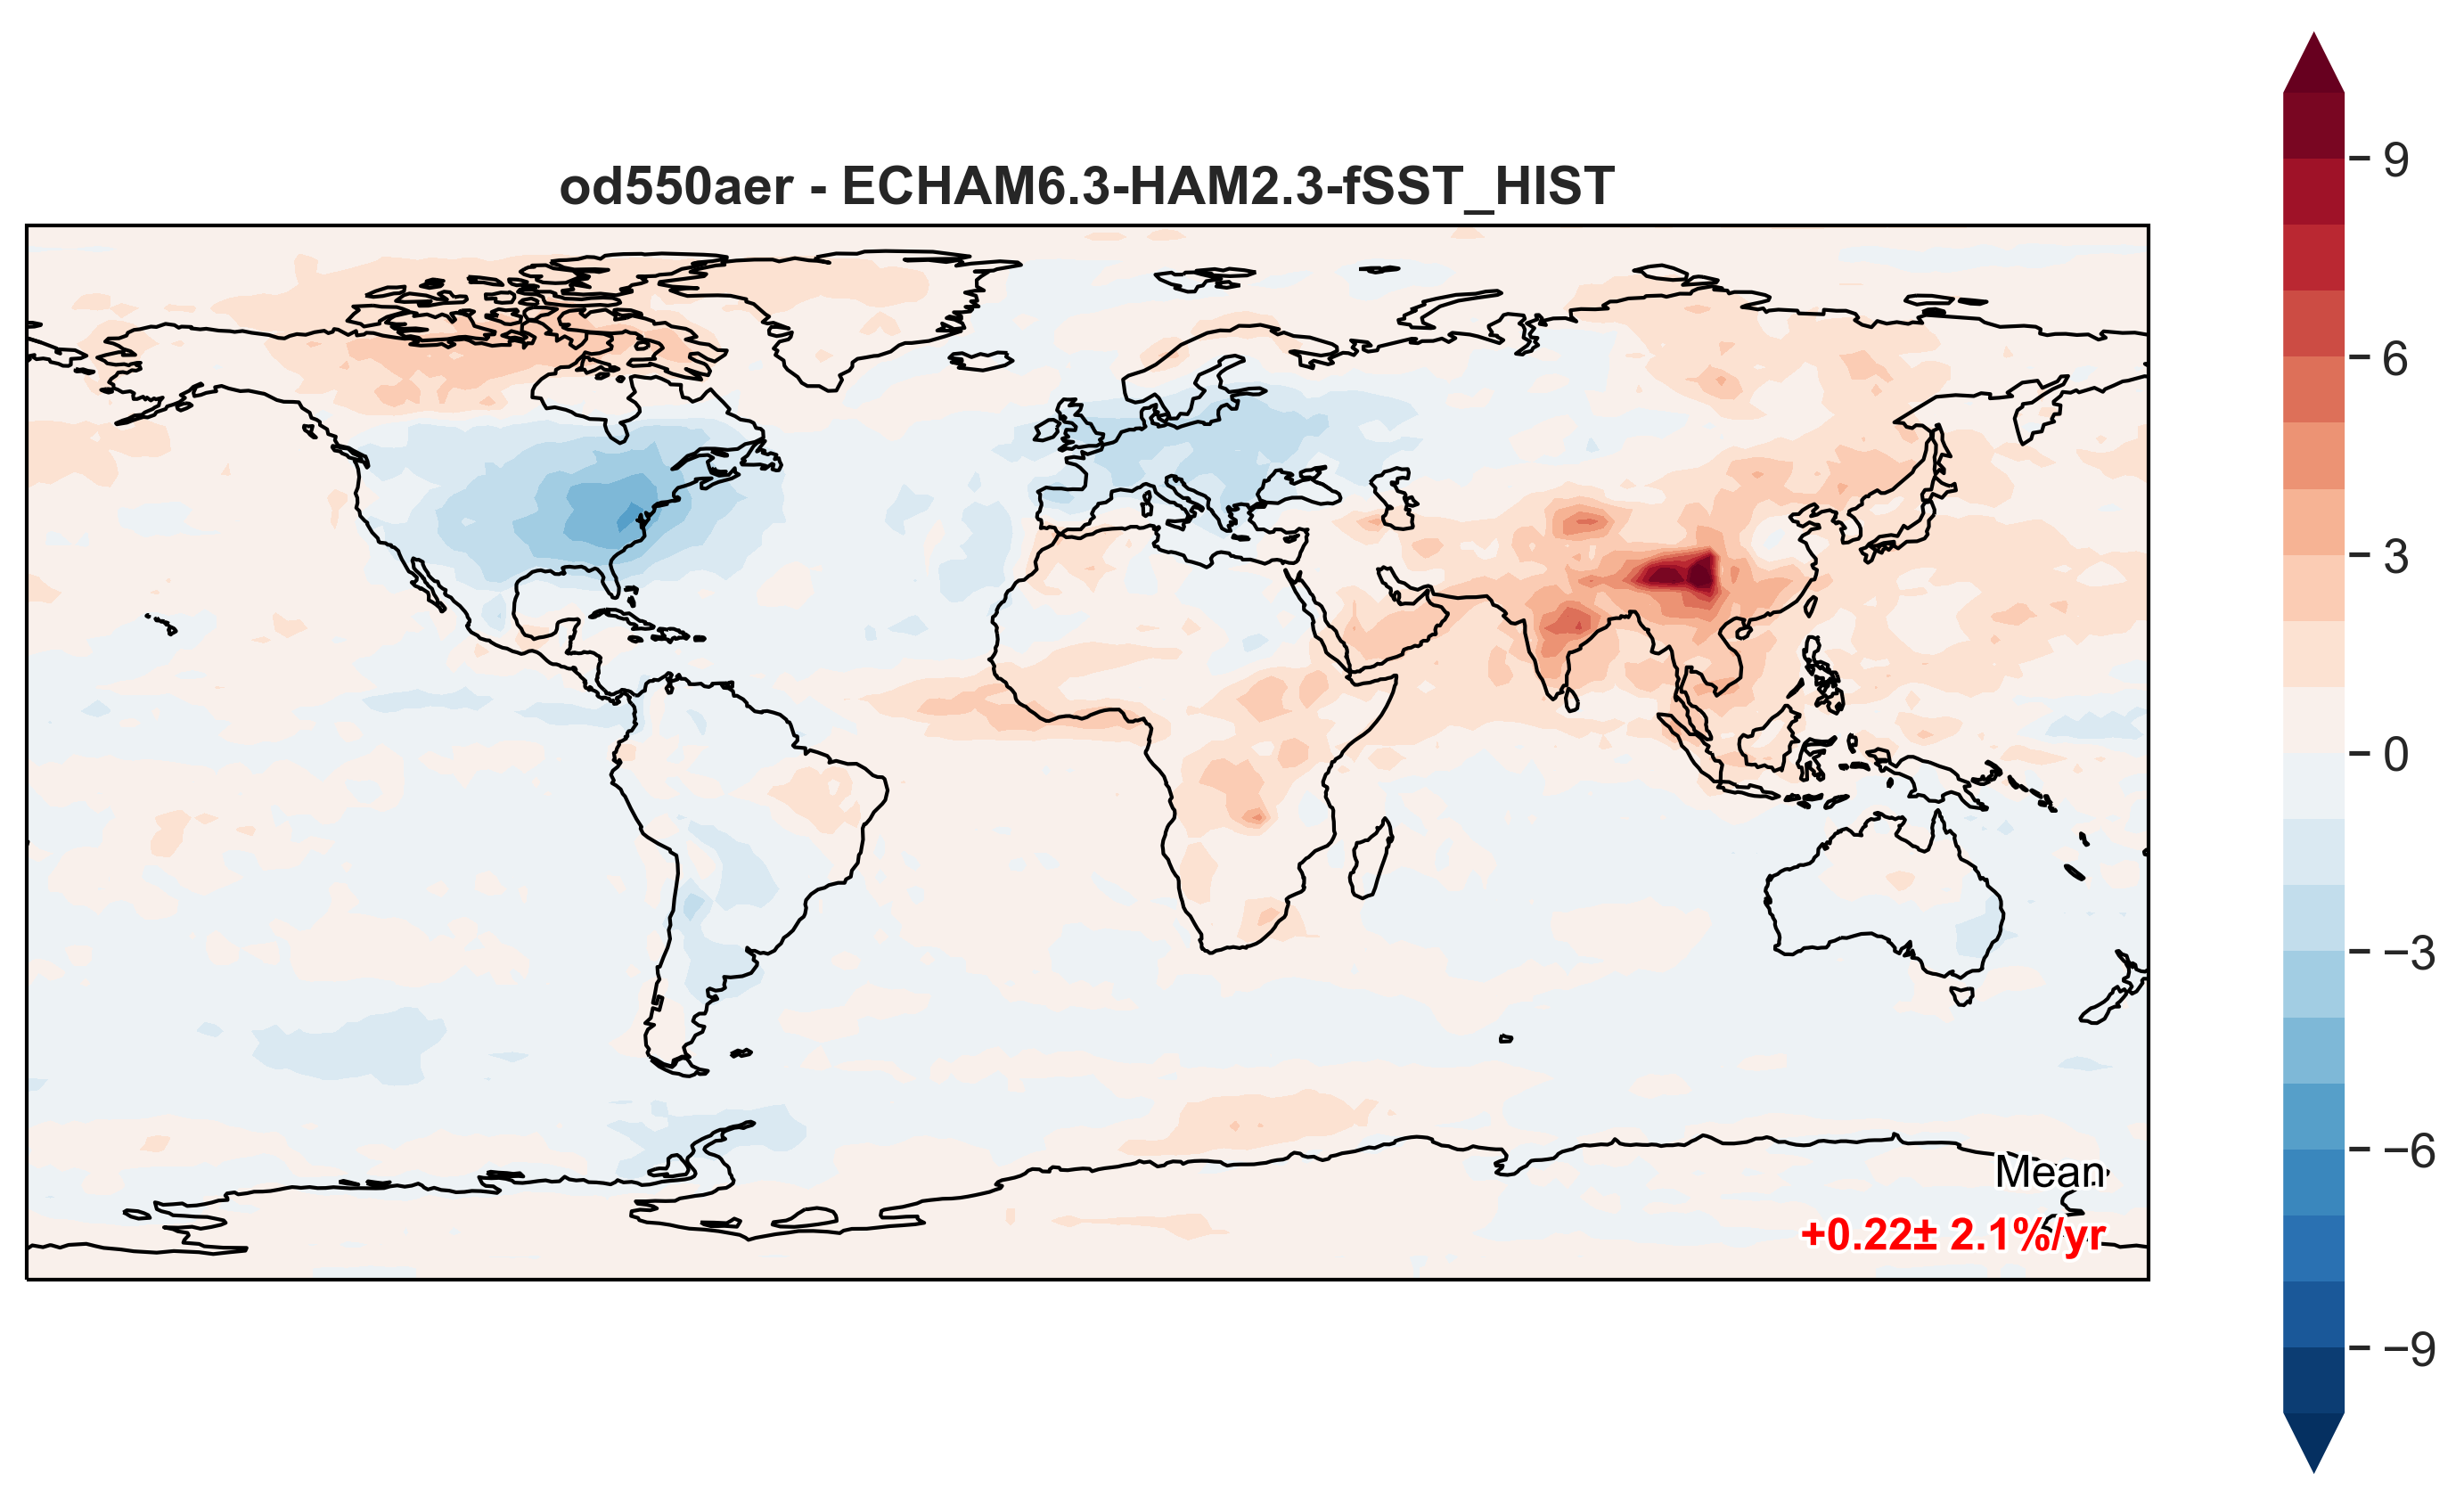 od550aer - ECHAM6.3-HAM2.3-fSST_HIST
9
6
3
0
−3
−6
−9
Mean
+0.22± 2.1%/yr